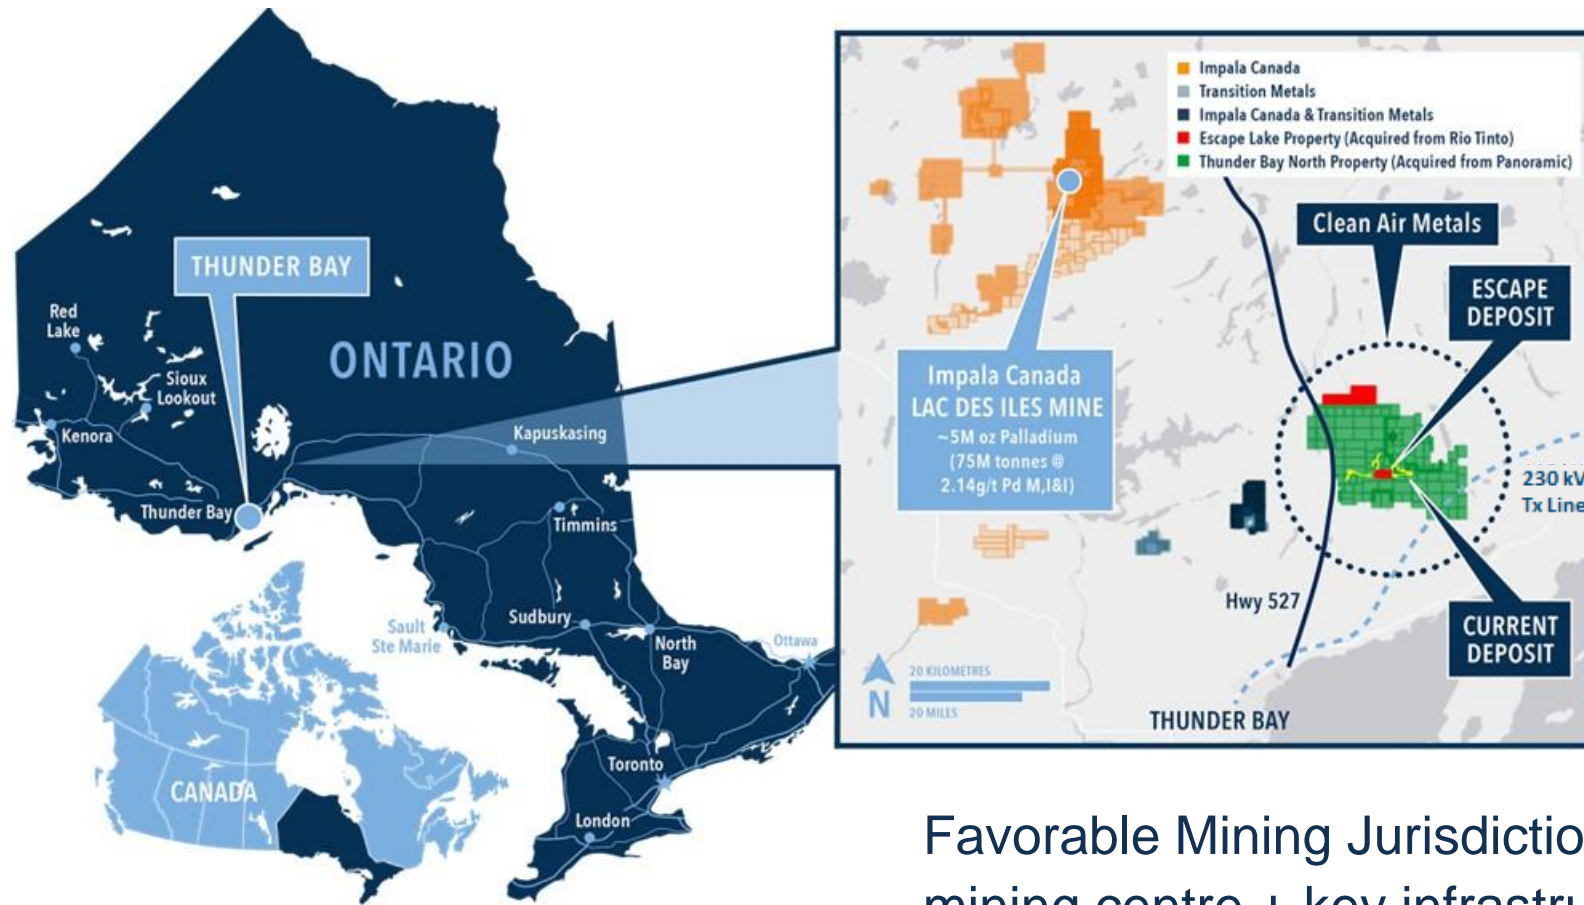 THUNDER BAY
ONTARIO
Red
Lake
Sioux
Lookout
Kenora
Kapuskasing
Thunder Bay
Timmins
Sudbury
Sault
Ste Marie
North
Bay
Ottawa
Toronto
London
CANADA
Impala Canada
Transition Metals
Impala Canada & Transition Metals
Escape Lake Property (Acquired from Rio Tinto)
Thunder Bay North Property (Acquired from Panoramic)
Clean Air Metals
ESCAPE
DEPOSIT
Impala Canada
LAC DES ILES MINE
~5M oz Palladium
(75M tonnes @
2.14g/t Pd M,I&I)
230 kV
Tx Line
Hwy 527
CURRENT
DEPOSIT
20 KILOMETRES
N
20 MILES
THUNDER BAY
Favorable Mining Jurisdictio
mining centre + key infrastru